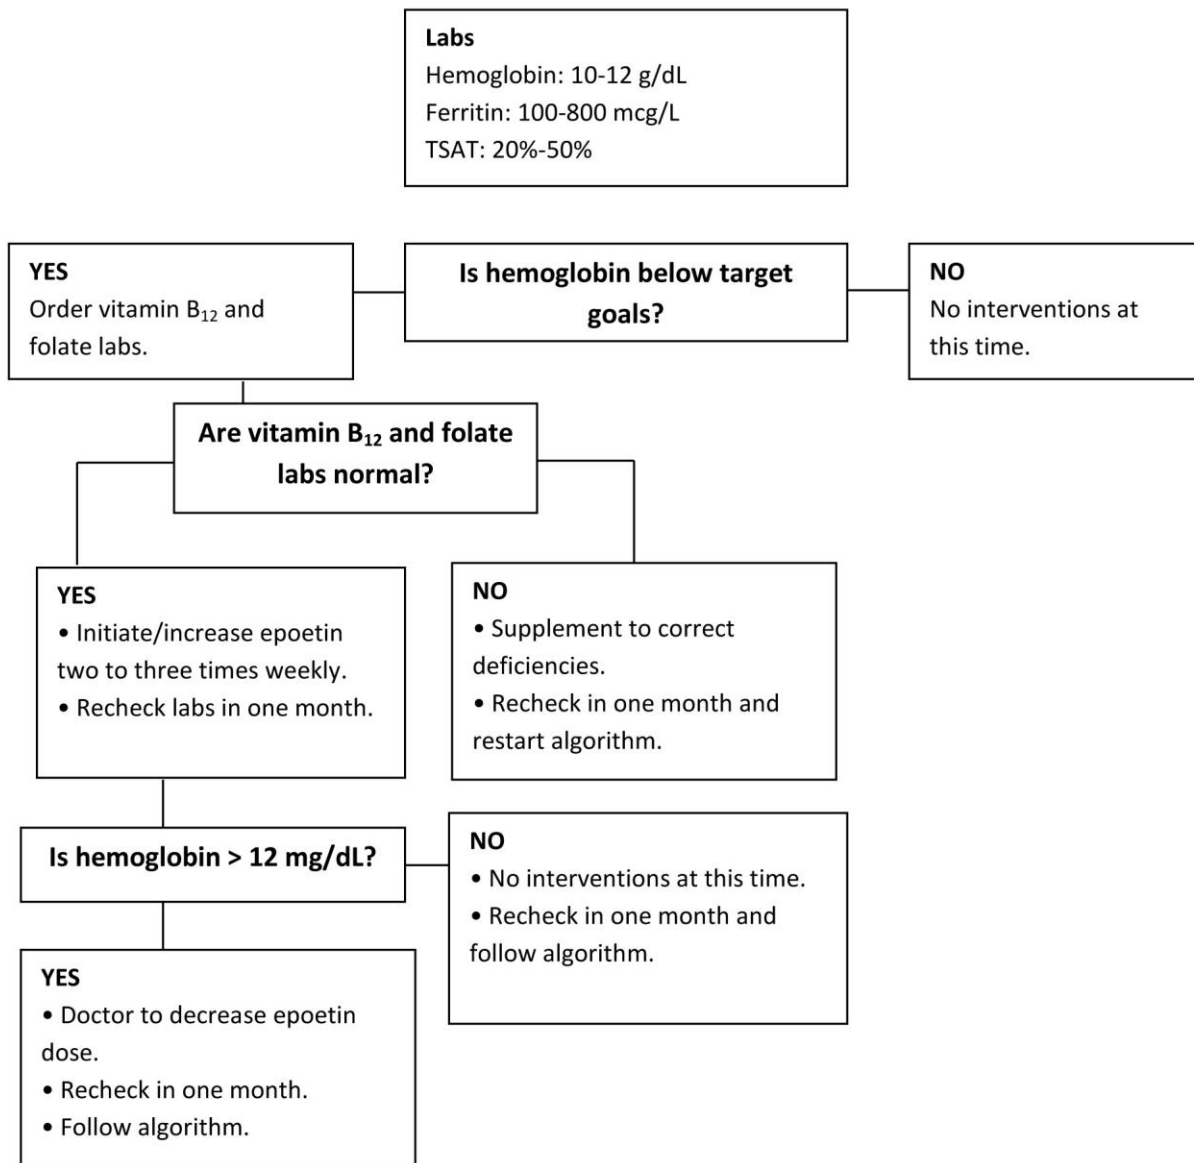 Labs
Hemoglobin: 10-12 g/dL
Ferritin: 100-800 mcg/L
TSAT: 20%-50%
YES
Order vitamin B₁₂ and
folate labs.
Is hemoglobin below target
goals?
NO
No interventions at
this time.
Are vitamin B₁₂ and folate
labs normal?
YES
• Initiate/increase epoetin
two to three times weekly.
• Recheck labs in one month.
NO
• Supplement to correct
deficiencies.
• Recheck in one month and
restart algorithm.
Is hemoglobin > 12 mg/dL?
NO
• No interventions at this time.
• Recheck in one month and
follow algorithm.
YES
• Doctor to decrease epoetin
dose.
• Recheck in one month.
• Follow algorithm.